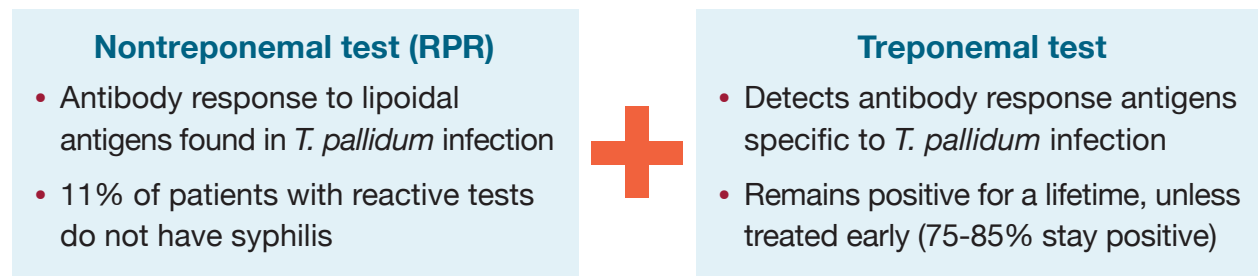 Nontreponemal test (RPR)
• Antibody response to lipoidal
antigens found in T. pallidum infection
• 11% of patients with reactive tests
do not have syphilis
Treponemal test
• Detects antibody response antigens
specific to T. pallidum infection
• Remains positive for a lifetime, unless
treated early (75-85% stay positive)